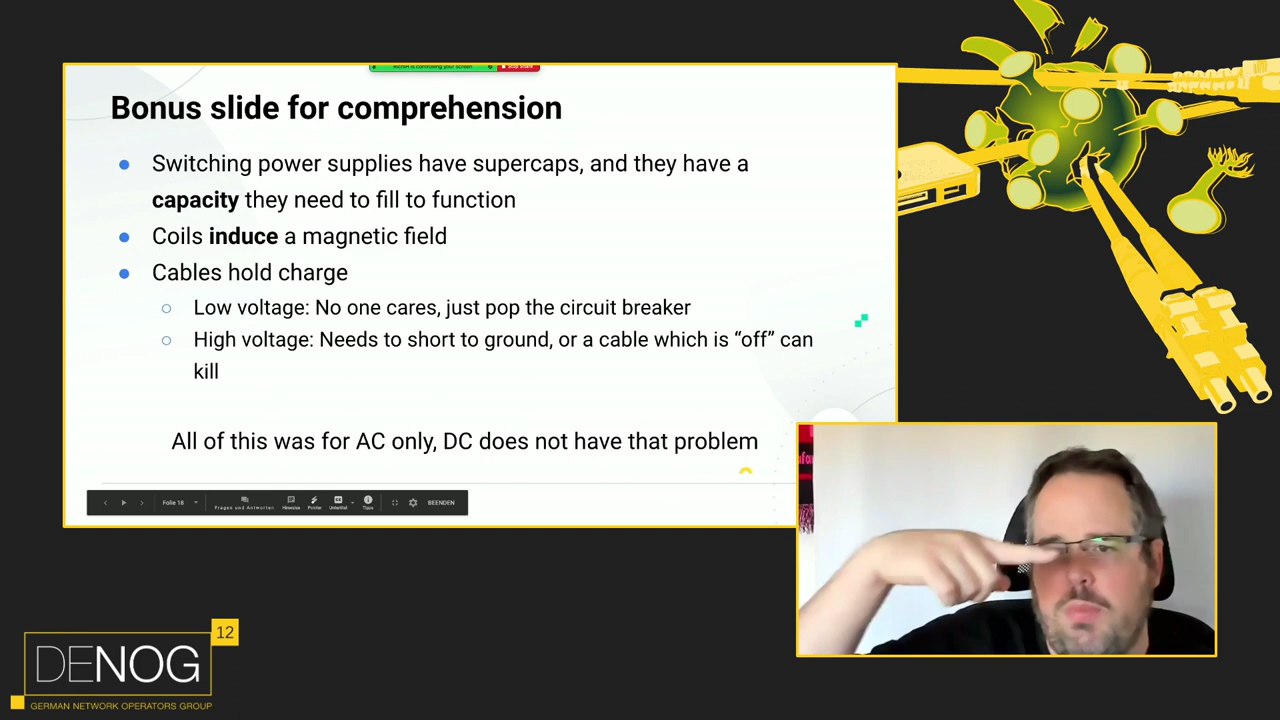 is controlling your screen
Bonus slide for comprehension
Switching power supplies have supercaps, and they have a
capacity they need to fill to function
Coils induce a magnetic field
Cables hold charge
Low voltage: No one cares, just pop the circuit breaker
High voltage: Needs to short to ground, or a cable which is “off” can
kill
All of this was for AC only, DC does not have that problem
Folie 18
Fragen und Antworten
Hinweise
Pointer
Untertitel
Tipps
BEENDEN
12
DENOG
GERMAN NETWORK OPERATORS GROUP